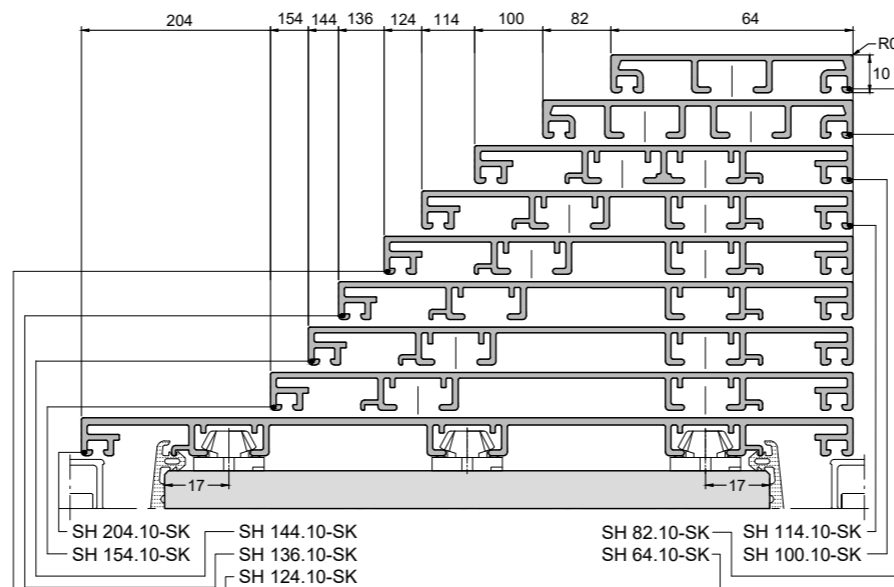 204 154 144 136 124 114 100 82 64
R0
10
17 17
SH 204.10-SK SH 144.10-SK SH 82.10-SK SH 114.10-SK
SH 154.10-SK SH 136.10-SK SH 64.10-SK SH 100.10-SK
SH 124.10-SK